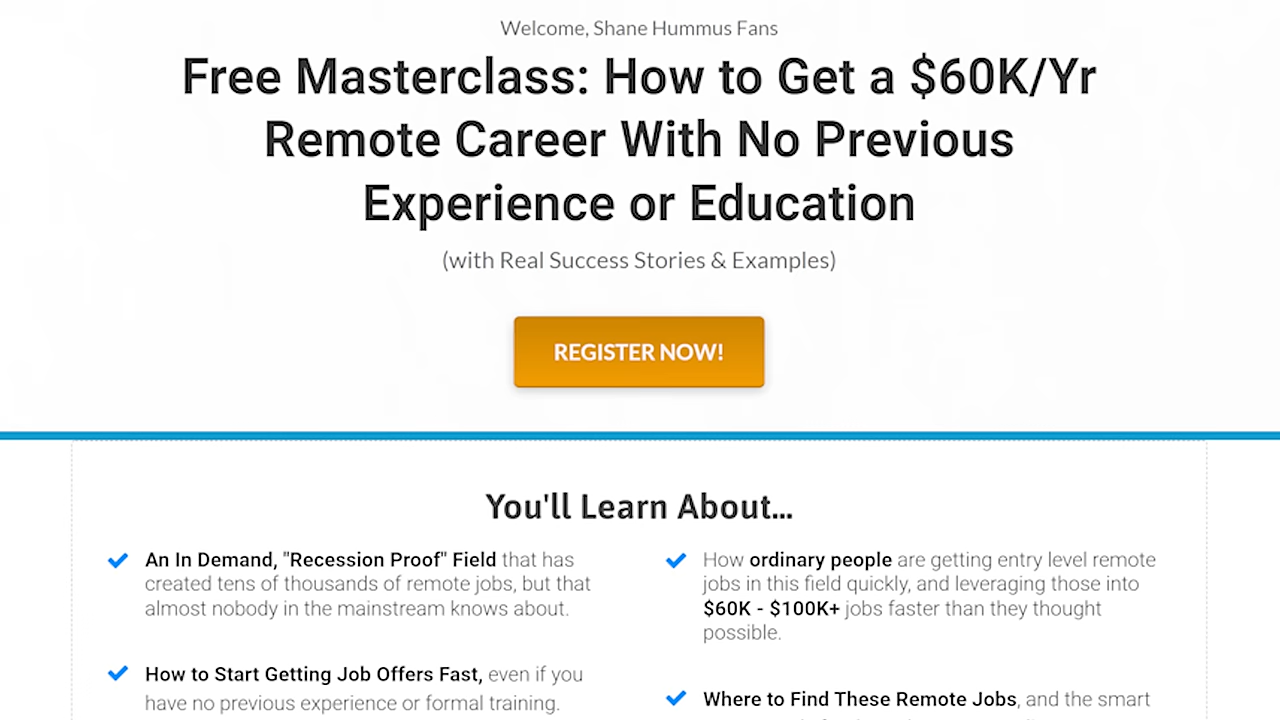 Welcome, Shane Hummus Fans
Free Masterclass: How to Get a $60K/Yr
Remote Career With No Previous
Experience or Education
(with Real Success Stories & Examples)
REGISTER NOW!
You'll Learn About...
An In Demand, "Recession Proof" Field that has
created tens of thousands of remote jobs, but that
almost nobody in the mainstream knows about.
How to Start Getting Job Offers Fast, even if you
have no previous experience or formal training.
How ordinary people are getting entry level remote
jobs in this field quickly, and leveraging those into
$60K - $100K+ jobs faster than they thought
possible.
Where to Find These Remote Jobs, and the smart